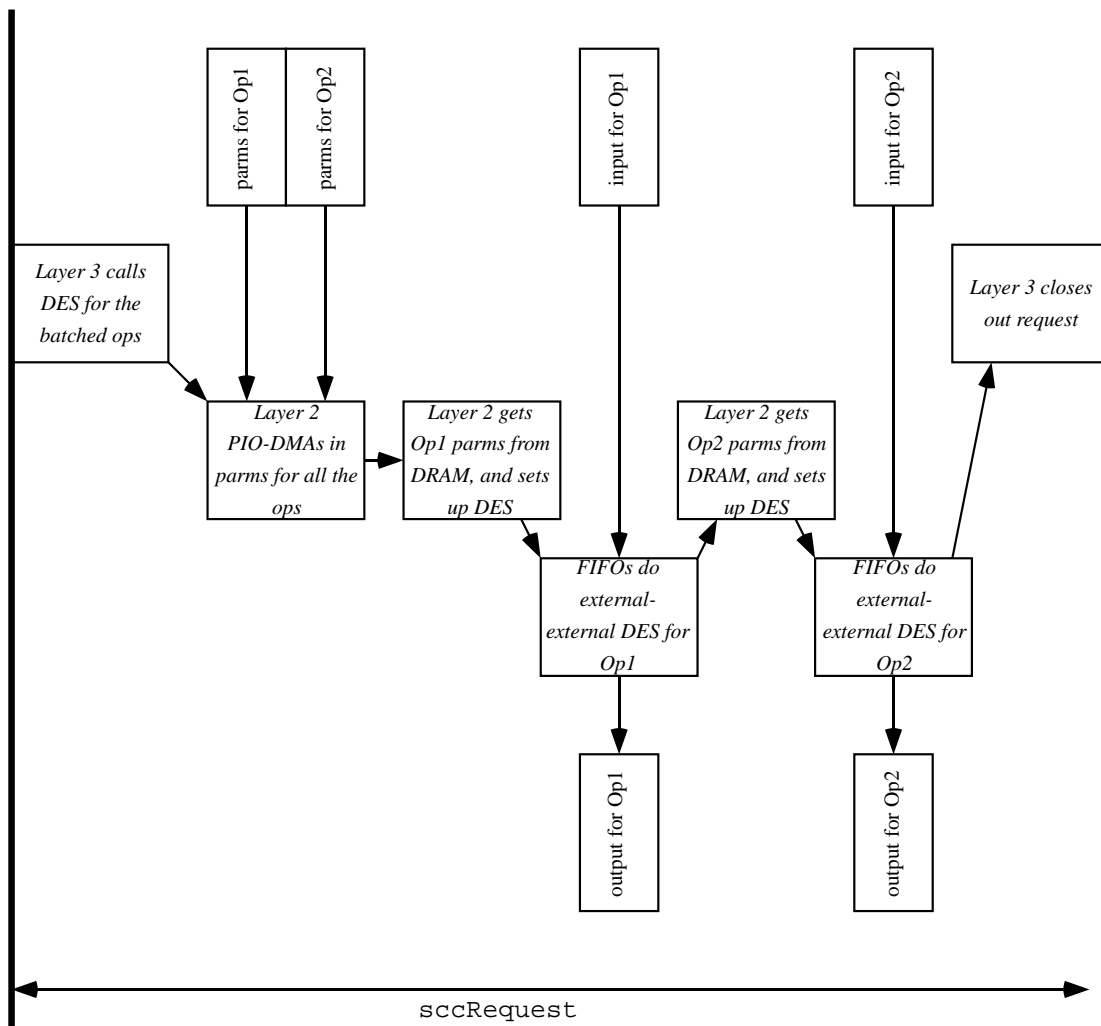 parms for Op1
parms for Op2
input for Op1
input for Op2
Layer 3 calls
DES for the
batched ops
Layer 3 closes
out request
Layer 2
PIO-DMAs in
parms for all the
ops
Layer 2 gets
Op1 parms from
DRAM, and sets
up DES
Layer 2 gets
Op2 parms from
DRAM, and sets
up DES
FIFOs do
external-
external DES for
Op1
FIFOs do
external-
external DES for
Op2
output for Op1
output for Op2
sccRequest